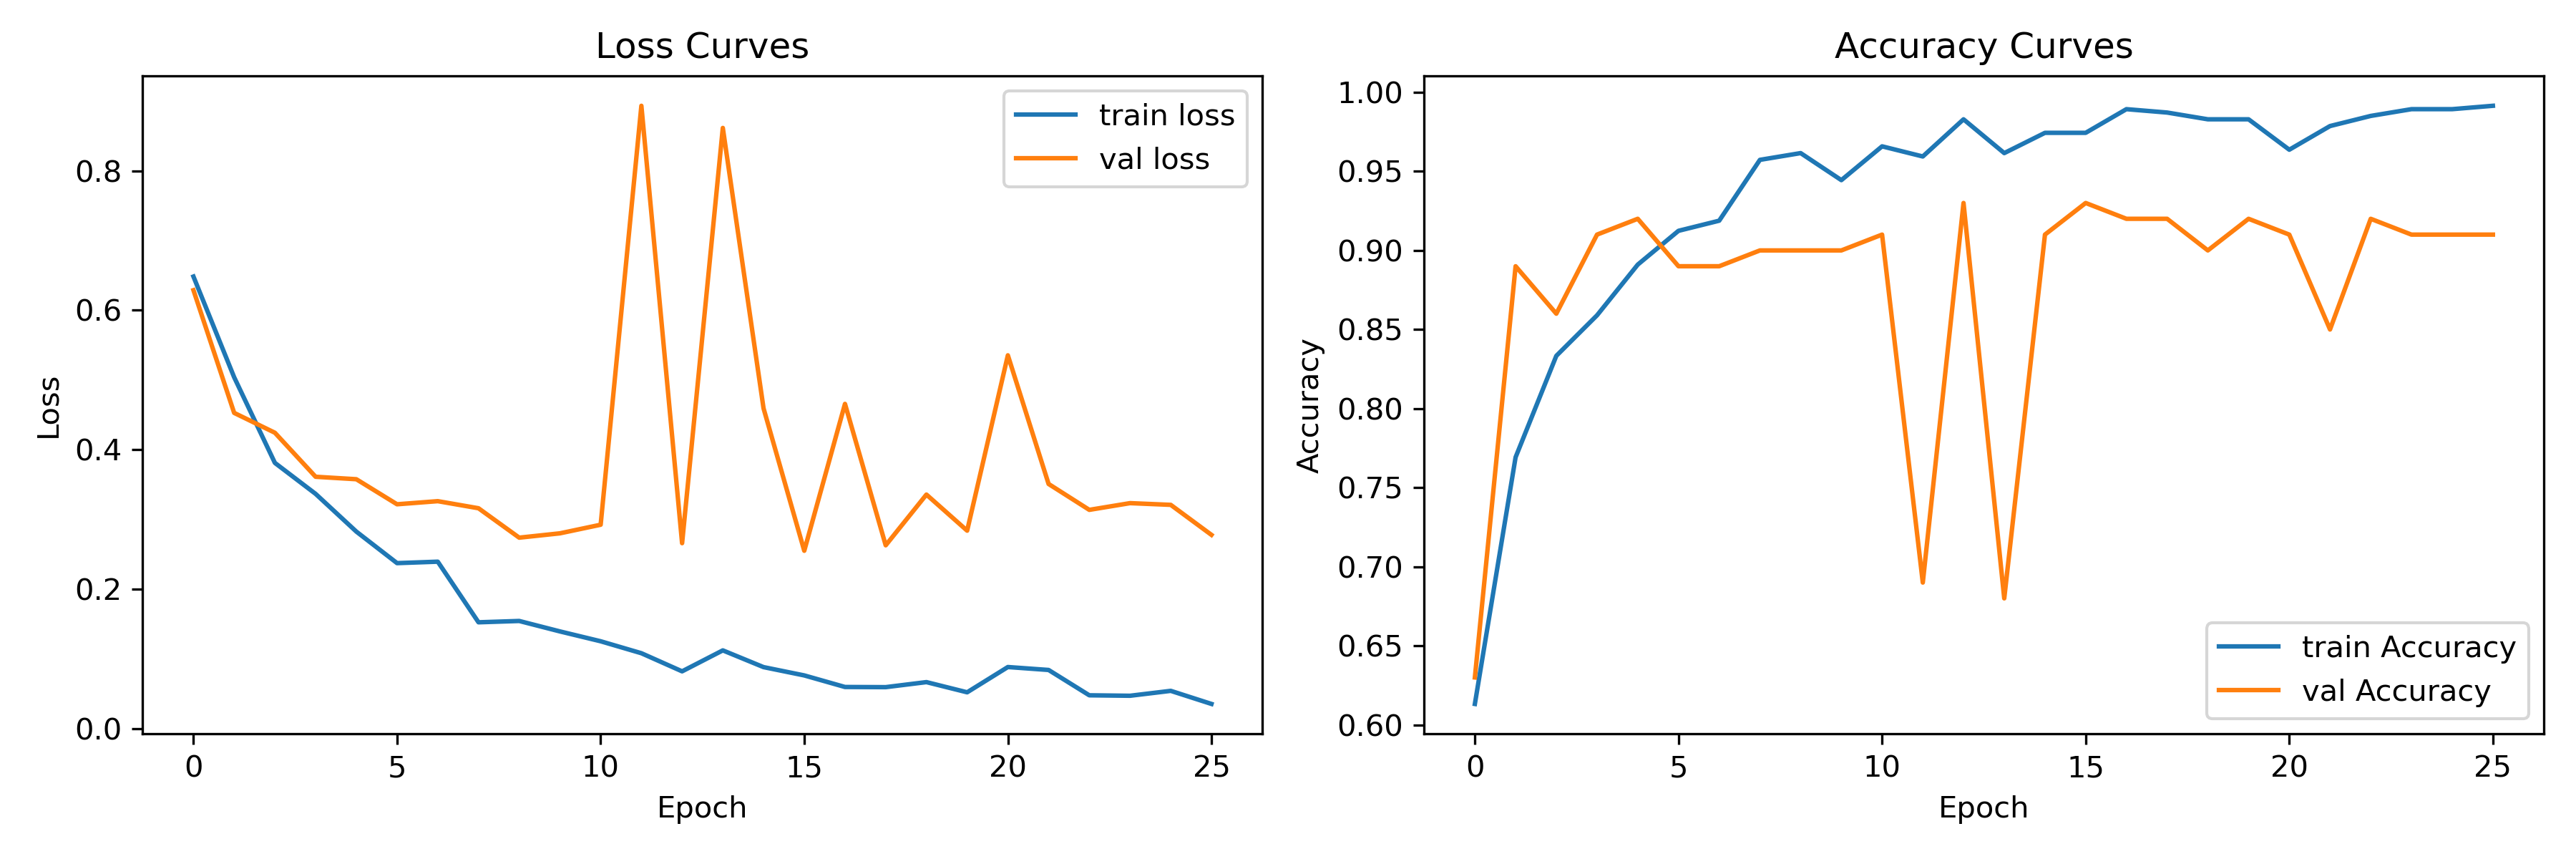 Loss Curves
train loss
val loss
0.8
0.6
0.4
0.2
0.0
Loss
0 5 10 15 20 25
Epoch
Accuracy Curves
1.00
0.95
0.90
0.85
0.80
0.75
0.70
0.65
0.60
Accuracy
train Accuracy
val Accuracy
0 5 10 15 20 25
Epoch